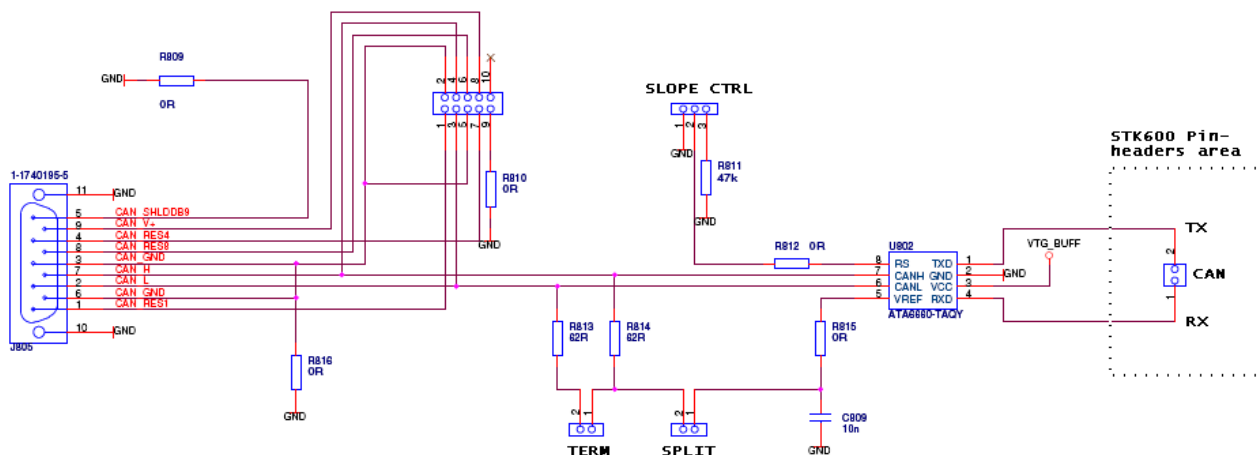 R809
GND
0R
2 4 6 8 10
1 3 5 7 9
R810
0R
GND
SLOPE CTRL
1 2 3
GND
R811
47k
GND
STK600 Pin-
headers area
1-1740195-5
11 GND
5 CAN_SHLDDB9
9 CAN_V+
4 CAN_RES4
8 CAN_RES8
3 CAN_GND
7 CAN_H
2 CAN_L
6 CAN_GND
1 CAN_RES1
10 GND
J805
R812 0R
U802
8 RS TXD 1
7 CANH GND 2 GND
6 CANL VCC 3
5 VREF RXD 4
ATA6660-TAQY
VTG_BUFF
TX
2
CAN
1
RX
R813
62R
R814
62R
R815
0R
R816
0R
GND
2 1
TERM
2 1
SPLIT
C809
10n
GND